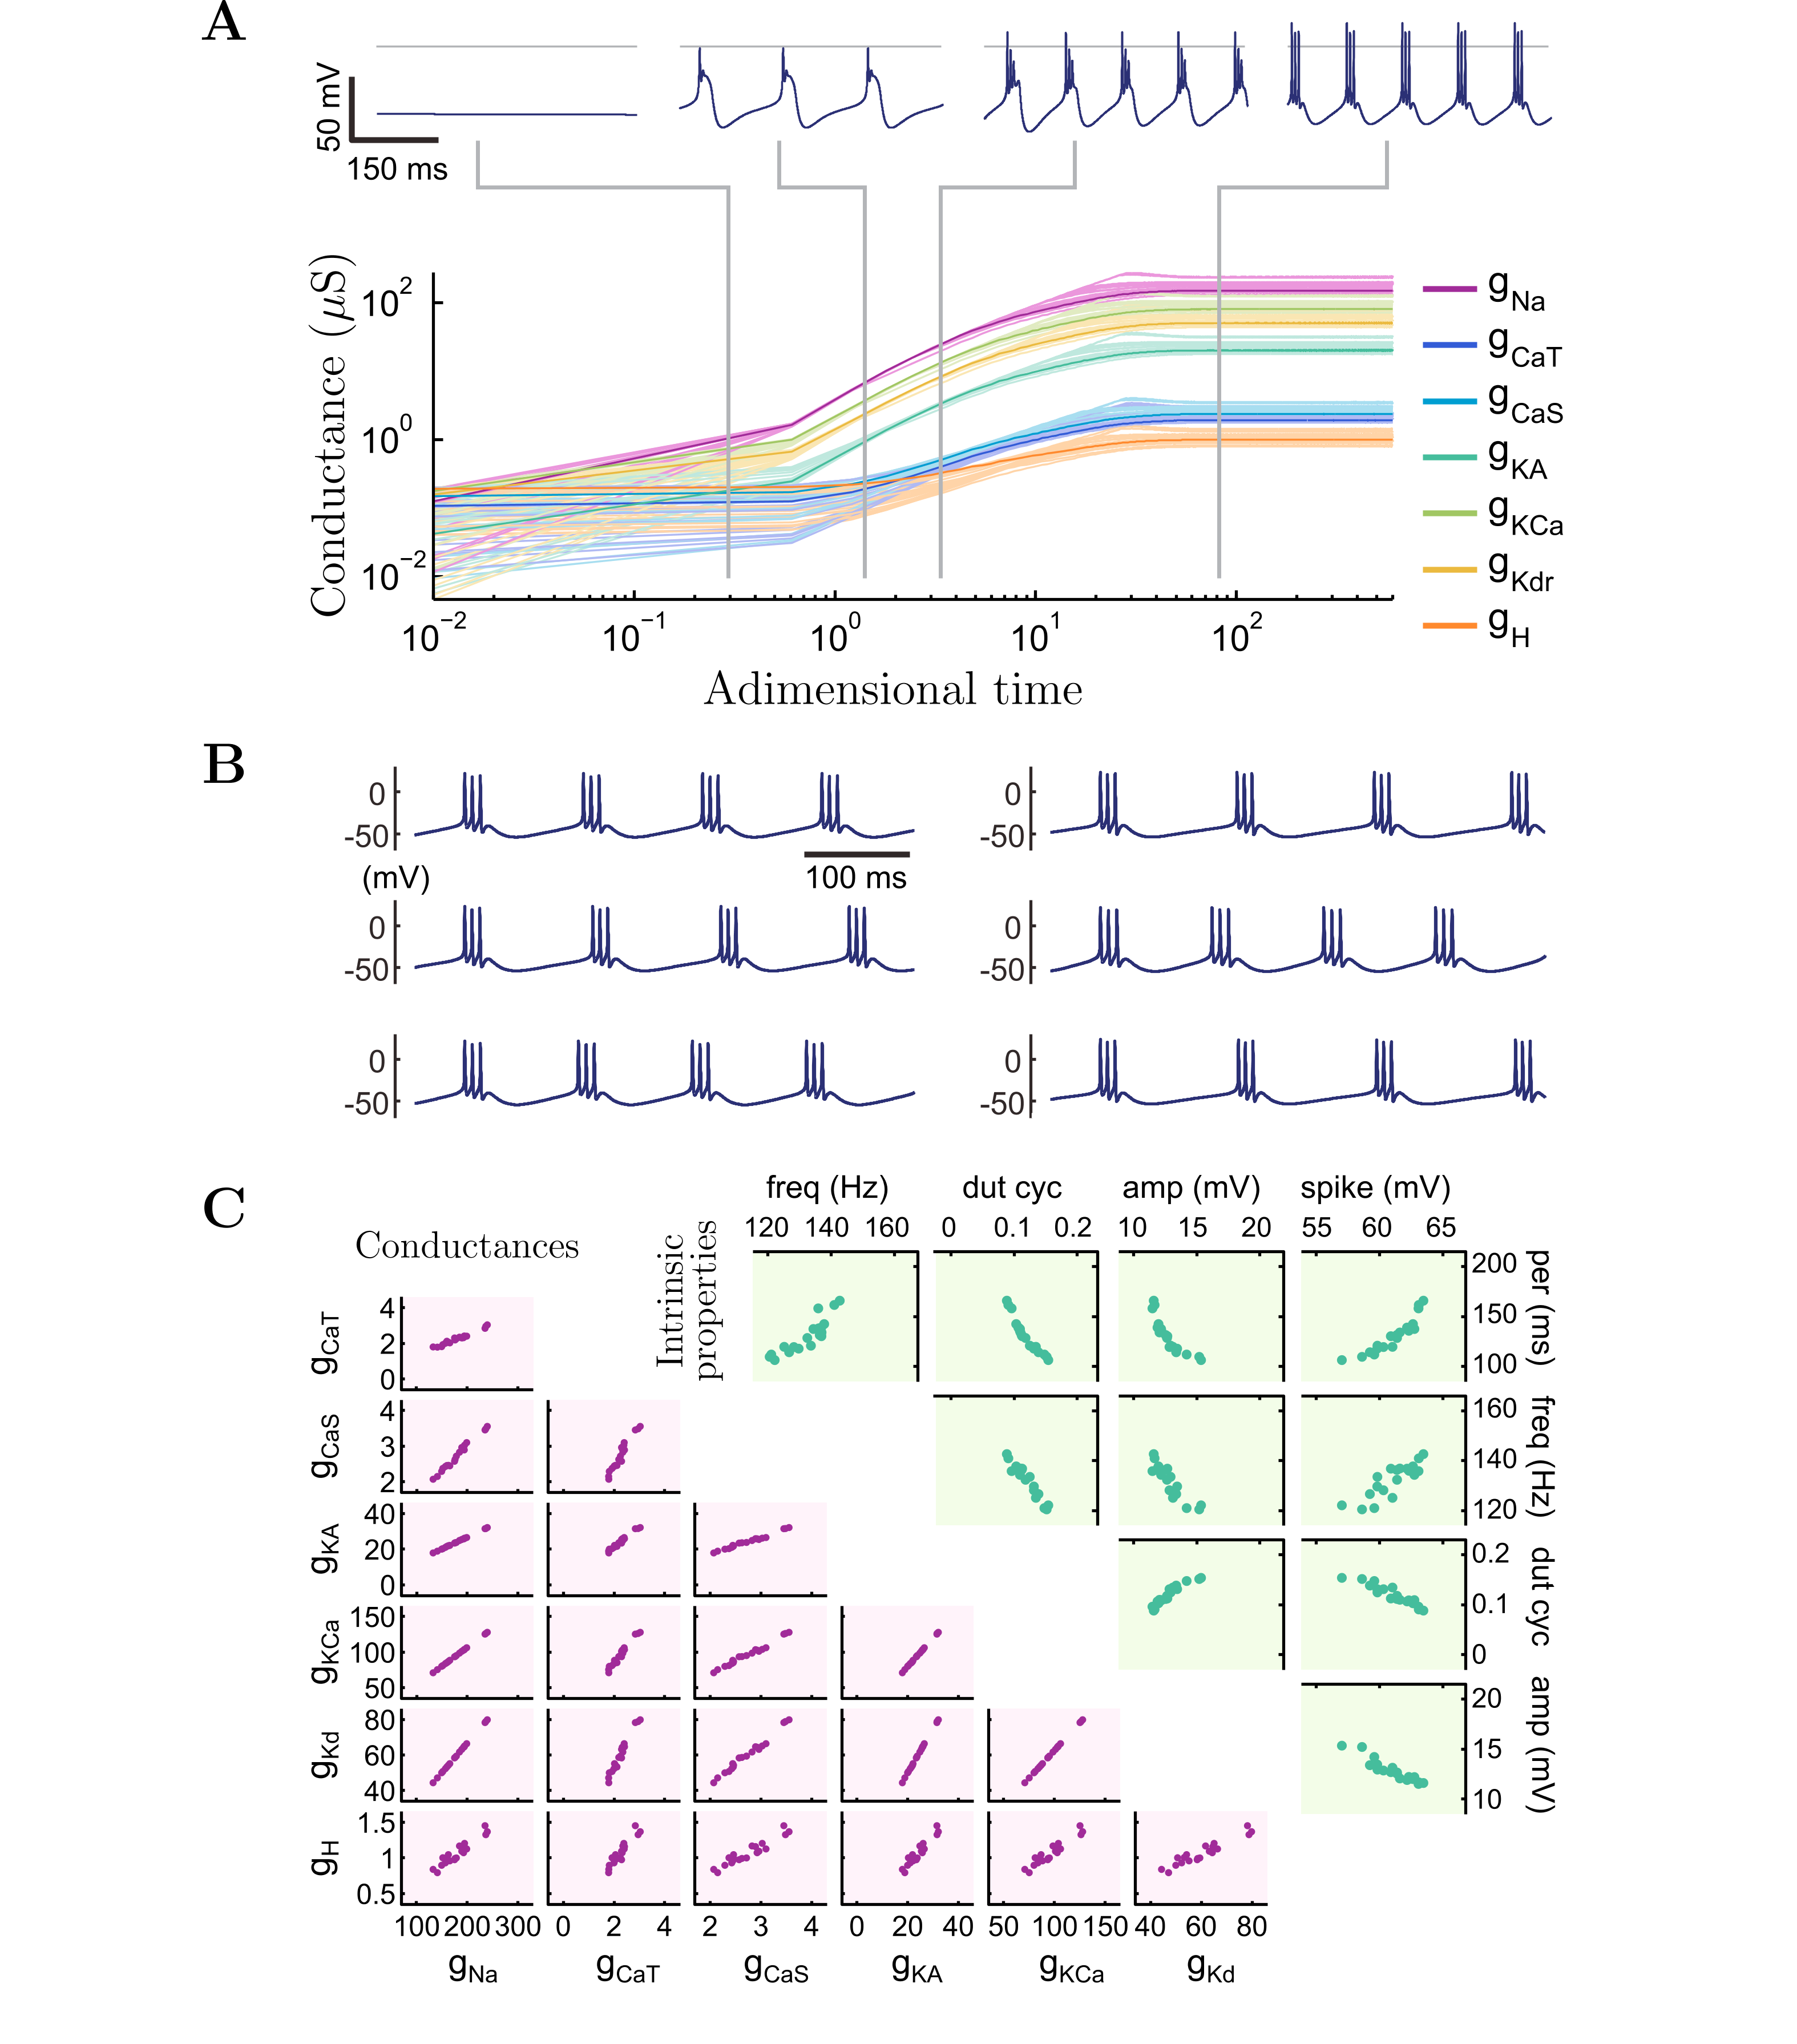 A
50 mV
150 ms
Conductance (μS)
10^2
10^0
10^−2
10^−2 10^−1 10^0 10^1 10^2
Adimensional time
g_Na
g_CaT
g_CaS
g_KA
g_KCa
g_Kdr
g_H
B
0
-50
(mV)
100 ms
0
-50
0
-50
0
-50
0
-50
0
-50
C
Conductances
Intrinsic
properties
freq (Hz) dut cyc amp (mV) spike (mV)
120 140 160 0 0.1 0.2 10 15 20 55 60 65
200
150
100
per (ms)
160
140
120
freq (Hz)
0.2
0.1
0
dut cyc
20
15
10
amp (mV)
g_CaT
4
2
0
g_CaS
4
3
2
g_KA
40
20
0
g_KCa
150
100
50
g_Kd
80
60
40
g_H
1.5
1
0.5
100 200 300 0 2 4 2 3 4 0 20 40 50 100 150 40 60 80
g_Na g_CaT g_CaS g_KA g_KCa g_Kd